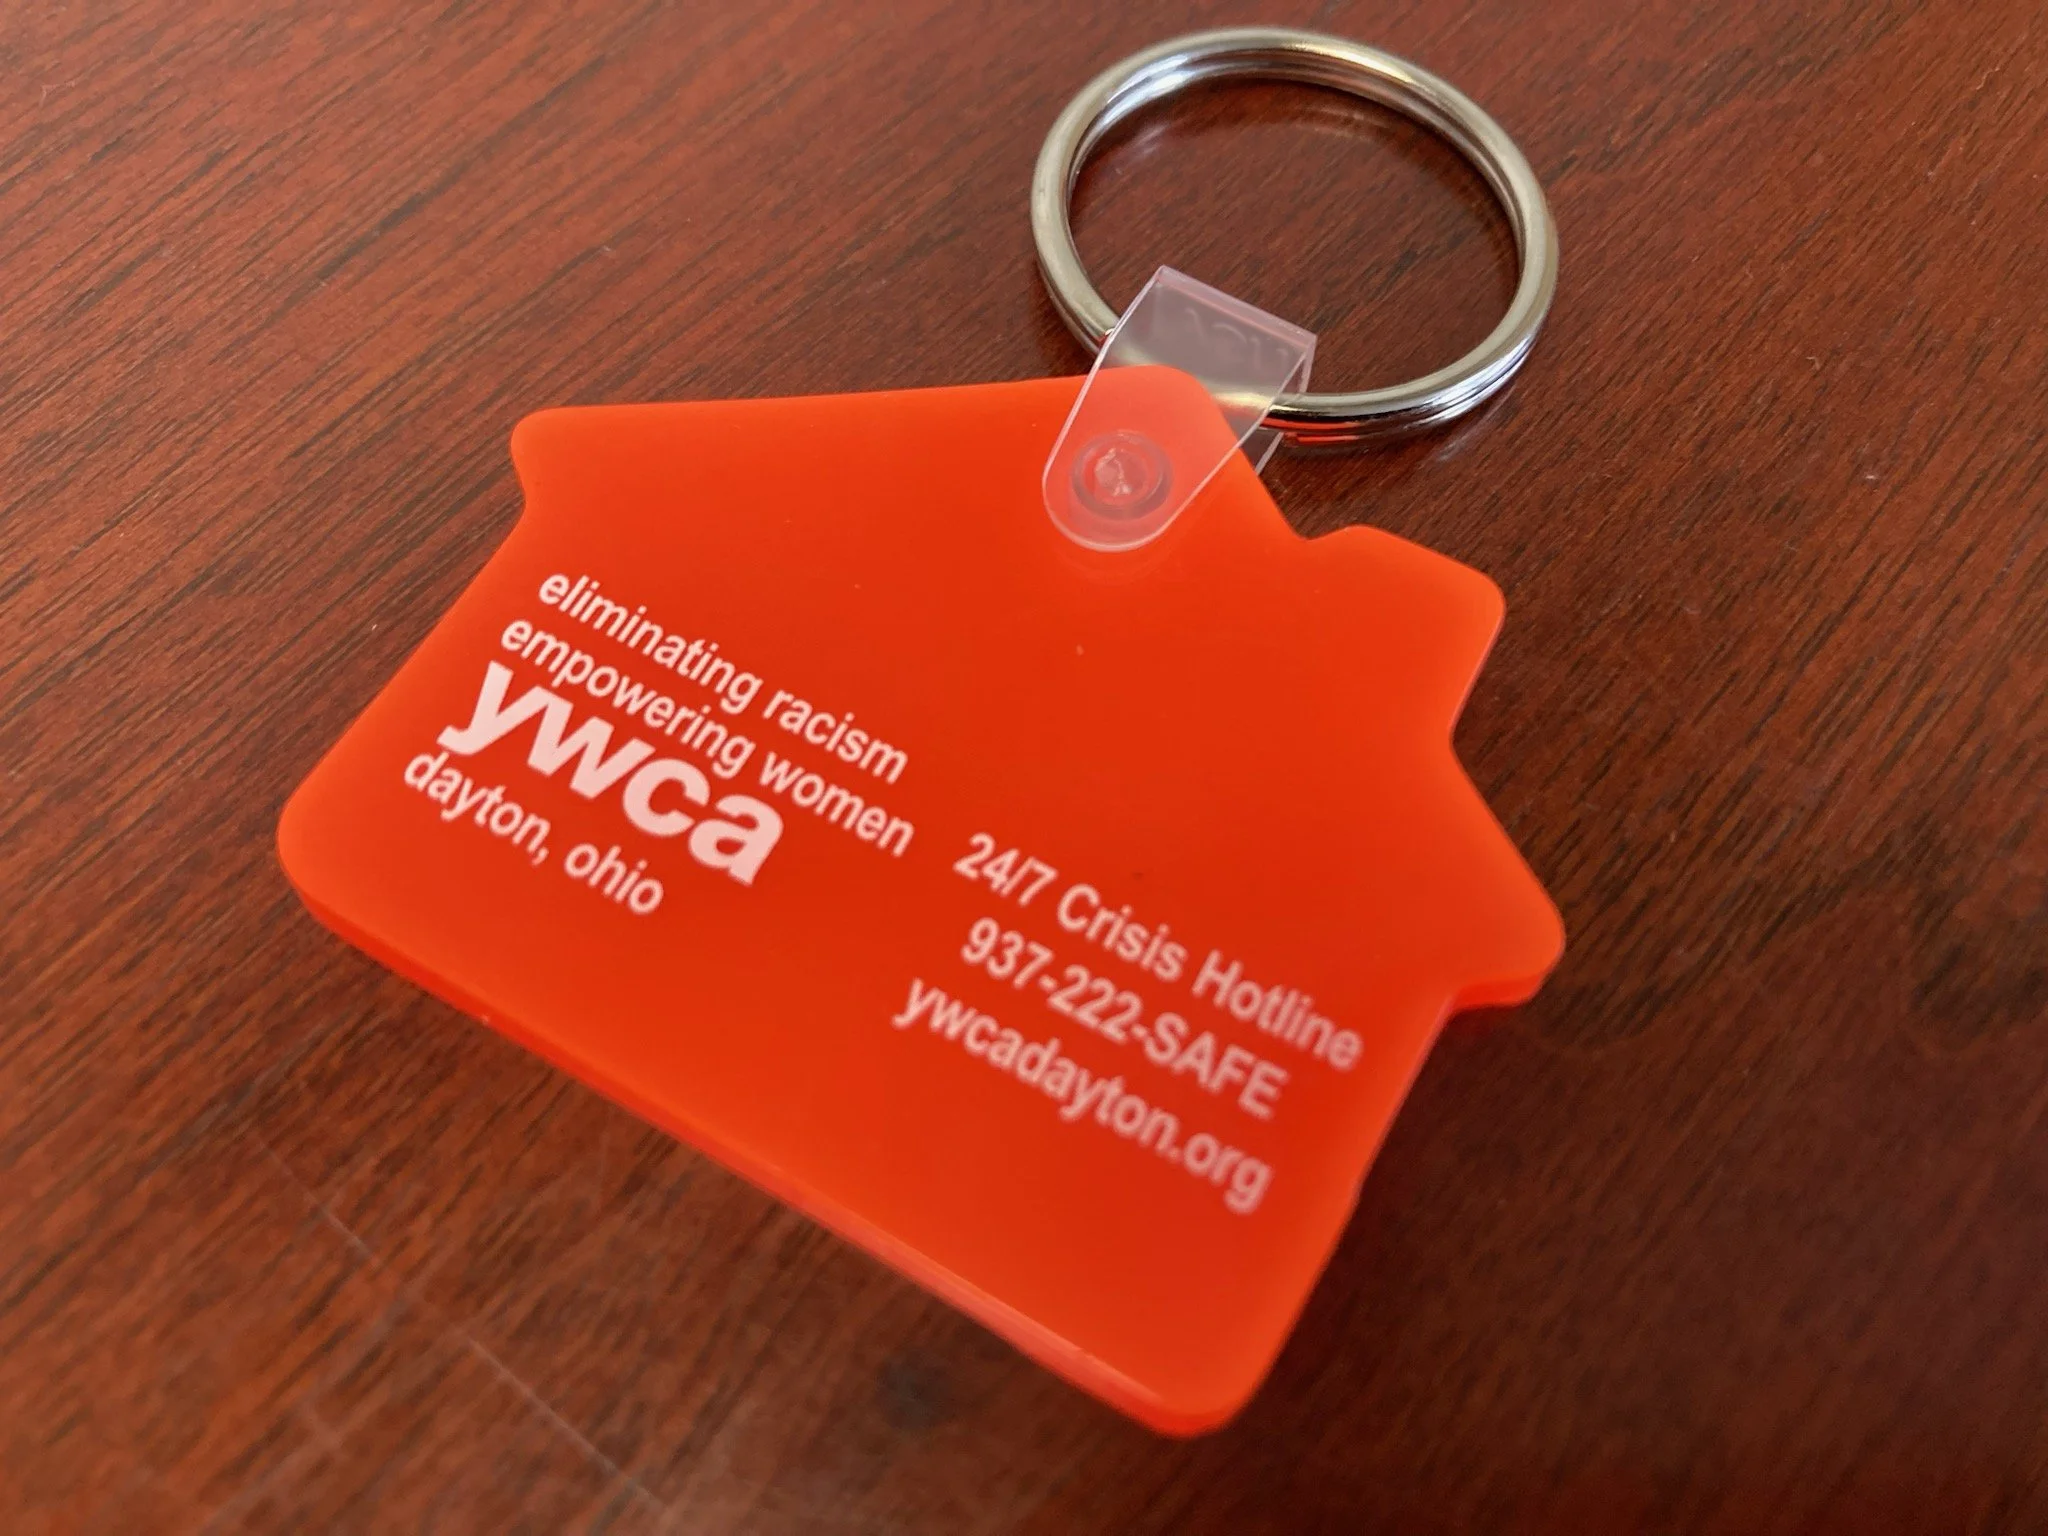 eliminating racism
empowering women
ywca
dayton, ohio
24/7 Crisis Hotline
937-222-SAFE
ywcadayton.org